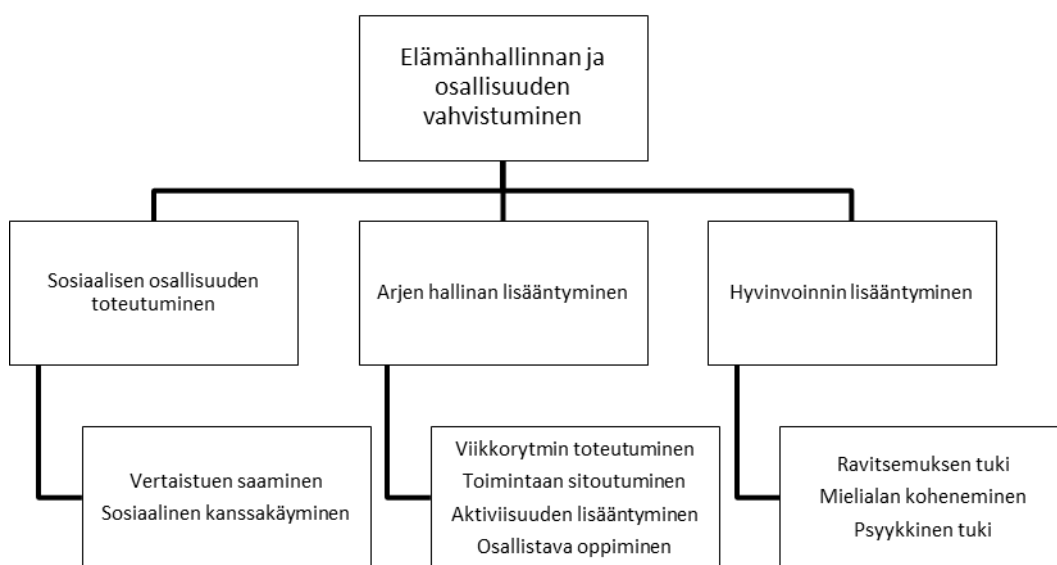 Elämänhallinnan ja
osallisuuden
vahvistuminen
Sosiaalisen osallisuuden
toteutuminen
Arjen hallinan lisääntyminen
Hyvinvoinnin lisääntyminen
Vertaistuen saaminen
Sosiaalinen kanssakäyminen
Viikkorytmin toteutuminen
Toimintaan sitoutuminen
Aktiviisuuden lisääntyminen
Osallistava oppiminen
Ravitsemuksen tuki
Mielialan koheneminen
Psyykkinen tuki